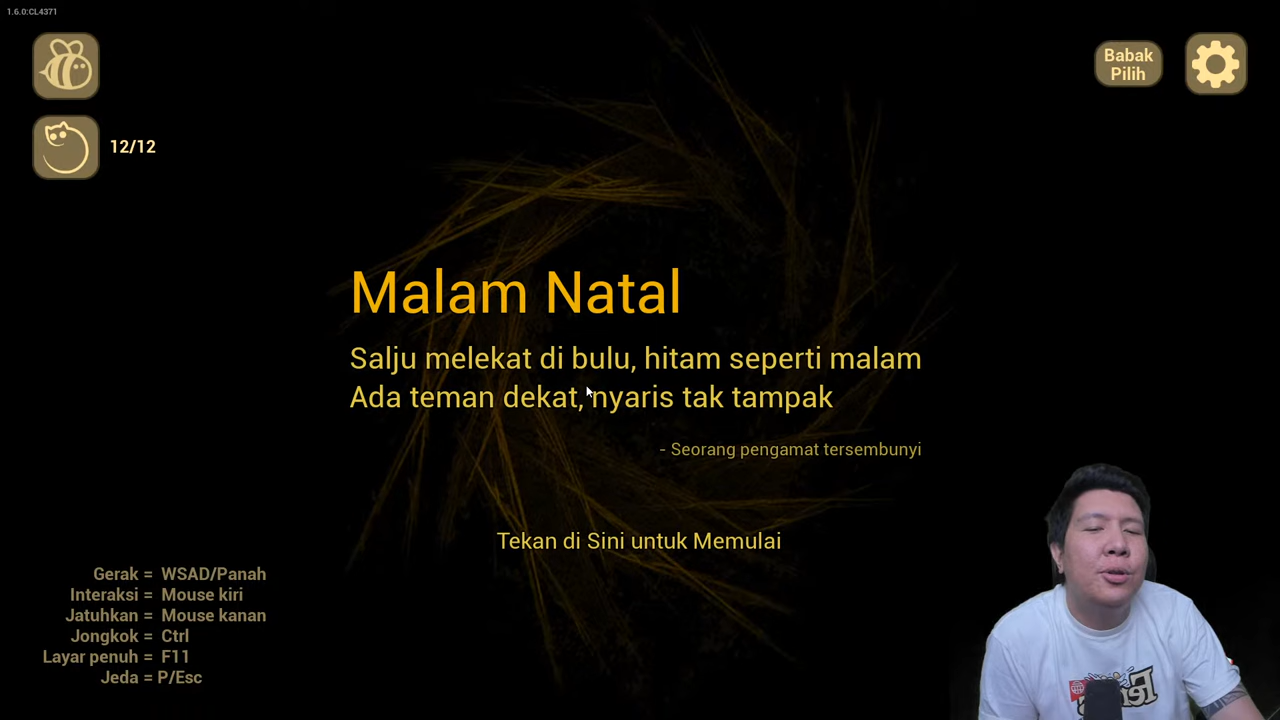 1.6.0:CL4371
Babak
Pilih
12/12
Malam Natal
Salju melekat di bulu, hitam seperti malam
Ada teman dekat, nyaris tak tampak
- Seorang pengamat tersembunyi
Tekan di Sini untuk Memulai
Gerak = WSAD/Panah
Interaksi = Mouse kiri
Jatuhkan = Mouse kanan
Jongkok = Ctrl
Layar penuh = F11
Jeda = P/Esc